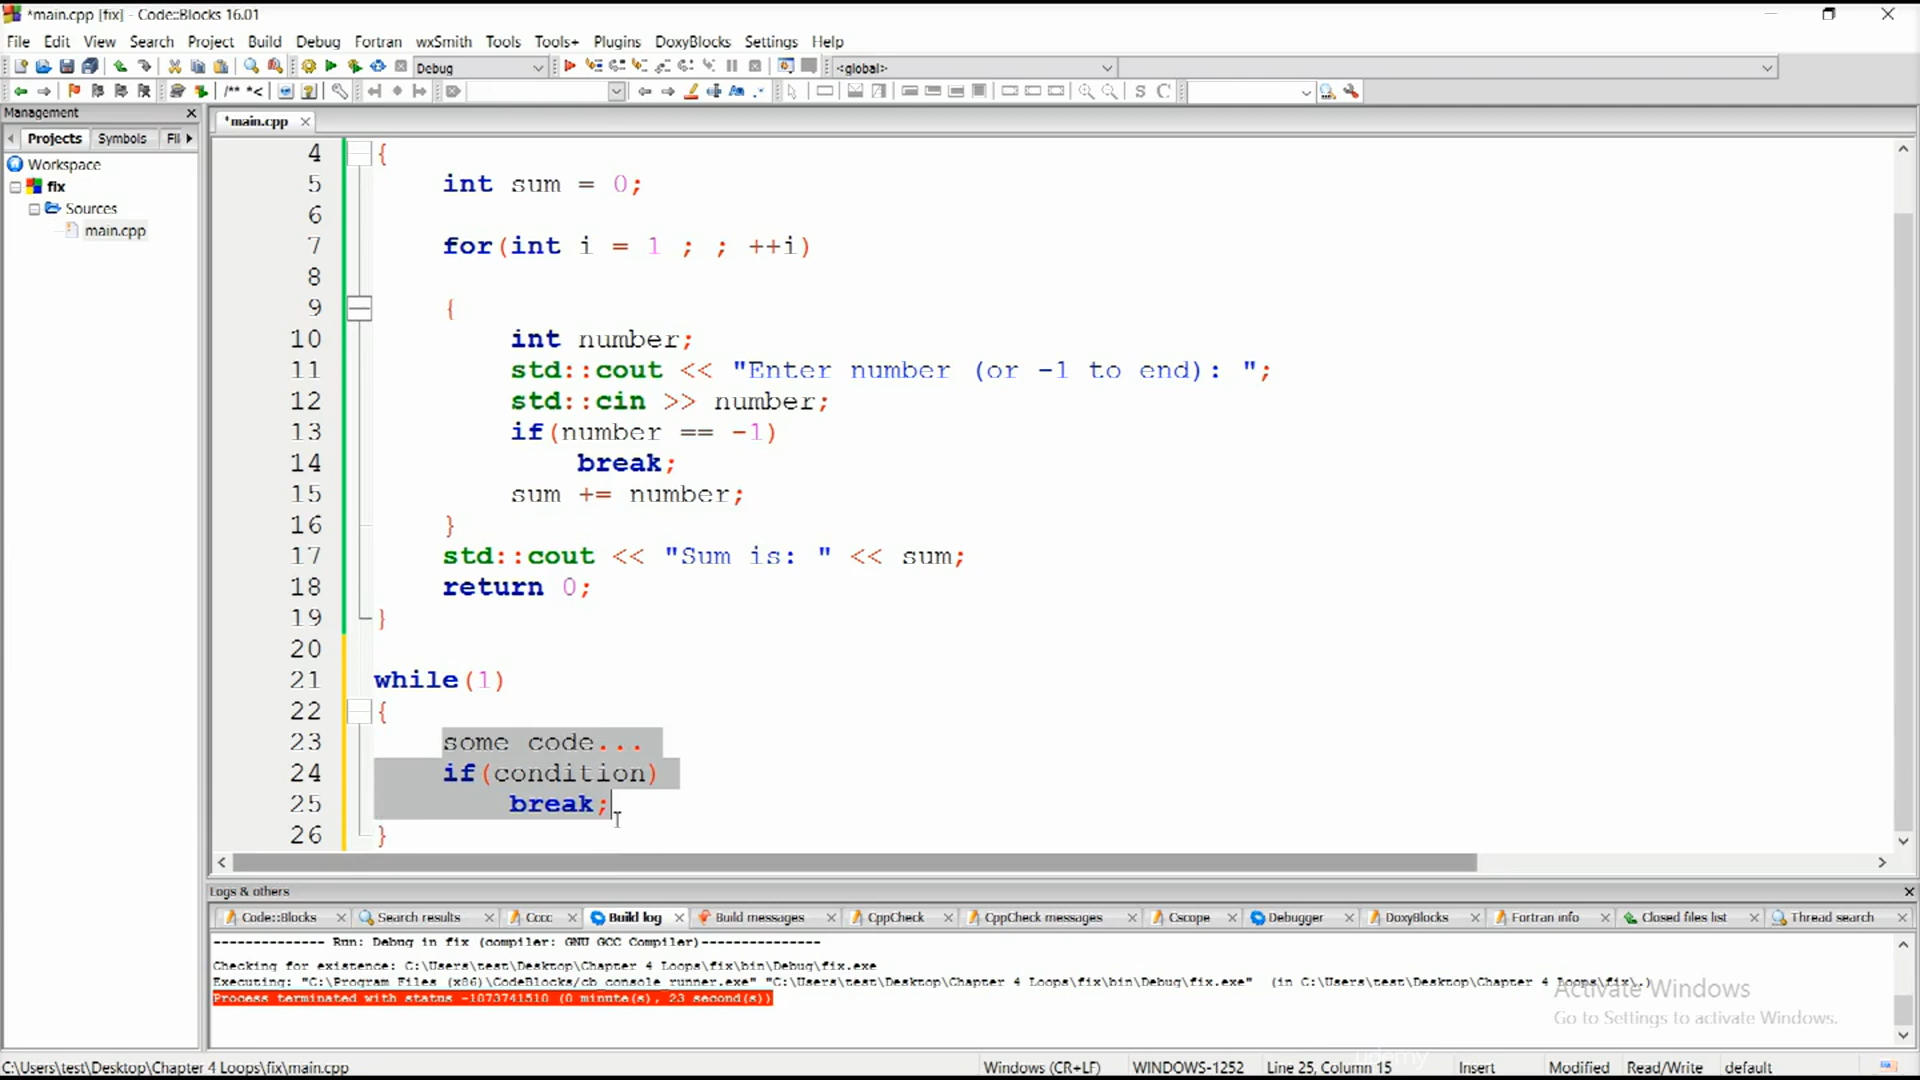 *main.cpp [fix] - Code::Blocks 16.01
File Edit View Search Project Build Debug Fortran wxSmith Tools Tools+ Plugins DoxyBlocks Settings Help
Debug
<global>
/** *<
S C
Management
Projects Symbols Fil
*main.cpp
Workspace
fix
Sources
main.cpp
4 {
5 int sum = 0;
6
7 for(int i = 1 ; ; ++i)
8
9 {
10 int number;
11 std::cout << "Enter number (or -1 to end): ";
12 std::cin >> number;
13 if(number == -1)
14 break;
15 sum += number;
16 }
17 std::cout << "Sum is: " << sum;
18 return 0;
19 }
20
21 while(1)
22 {
23 some code...
24 if(condition)
25 break;
26 }
Logs & others
Code::Blocks Search results Cccc Build log Build messages CppCheck CppCheck messages Cscope Debugger DoxyBlocks Fortran info Closed files list Thread search
-------------- Run: Debug in fix (compiler: GNU GCC Compiler)---------------
Checking for existence: C:\Users\test\Desktop\Chapter 4 Loops\fix\bin\Debug\fix.exe
Executing: "C:\Program Files (x86)\CodeBlocks/cb_console_runner.exe" "C:\Users\test\Desktop\Chapter 4 Loops\fix\bin\Debug\fix.exe" (in C:\Users\test\Desktop\Chapter 4 Loops\fix\.)
Process terminated with status -1073741510 (0 minute(s), 23 second(s))
Activate Windows
Go to Settings to activate Windows.
udemy
C:\Users\test\Desktop\Chapter 4 Loops\fix\main.cpp Windows (CR+LF) WINDOWS-1252 Line 25, Column 15 Insert Modified Read/Write default